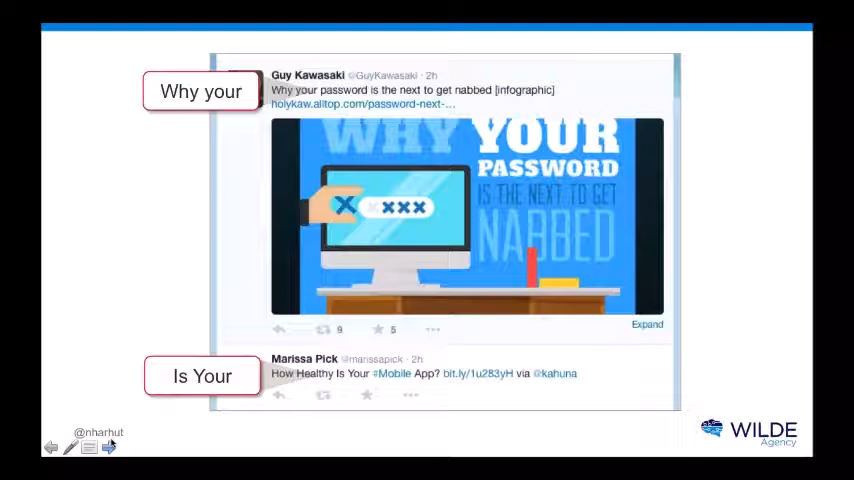 Why your
Guy Kawasaki @GuyKawasaki · 2h
Why your password is the next to get nabbed [infographic]
holykaw.alltop.com/password-next-...
WHY YOUR
PASSWORD
IS THE NEXT TO GET
NABBED
Expand
9 5
Is Your
Marissa Pick @marissapick · 2h
How Healthy Is Your #Mobile App? bit.ly/1u283yH via @kahuna
@nharhut
WILDE
Agency